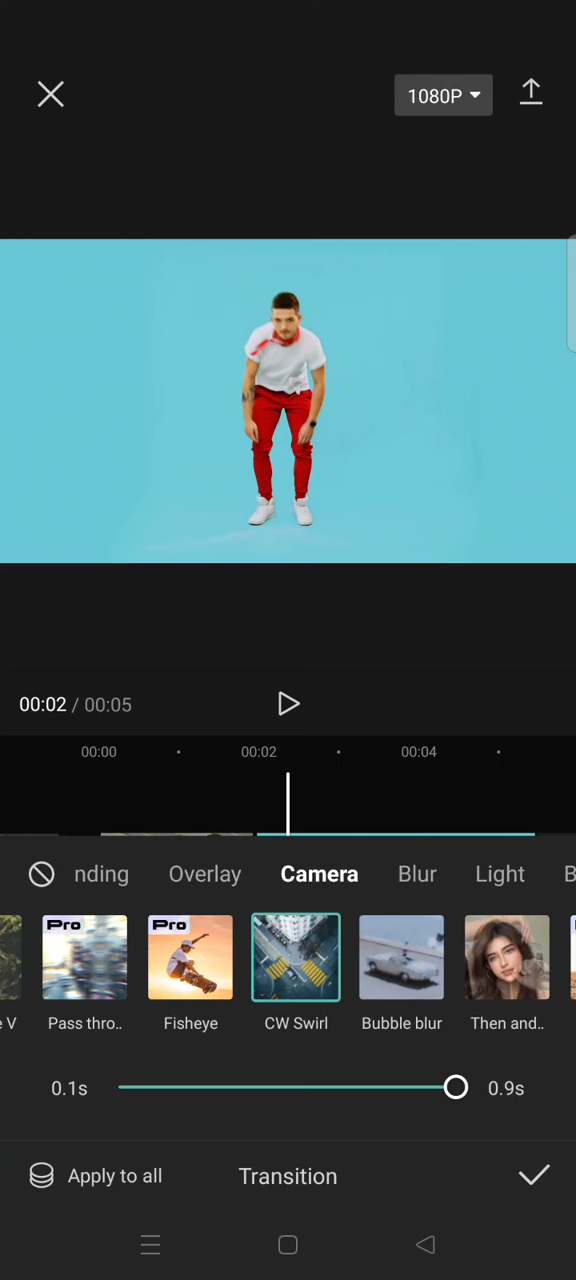 1080P
00:02 / 00:05
00:00 00:02 00:04
nding Overlay Camera Blur Light B
Pro Pro
e V Pass thro.. Fisheye CW Swirl Bubble blur Then and..
0.1s 0.9s
Apply to all Transition